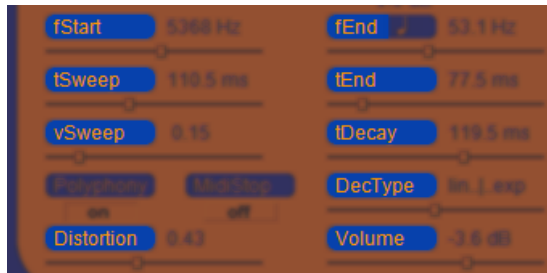 fStart 5368 Hz fEnd ♩ 53.1 Hz
tSweep 110.5 ms tEnd 77.5 ms
vSweep 0.15 tDecay 119.5 ms
Polyphony MidiStop DecType lin..|..exp
on off
Distortion 0.43 Volume -3.6 dB